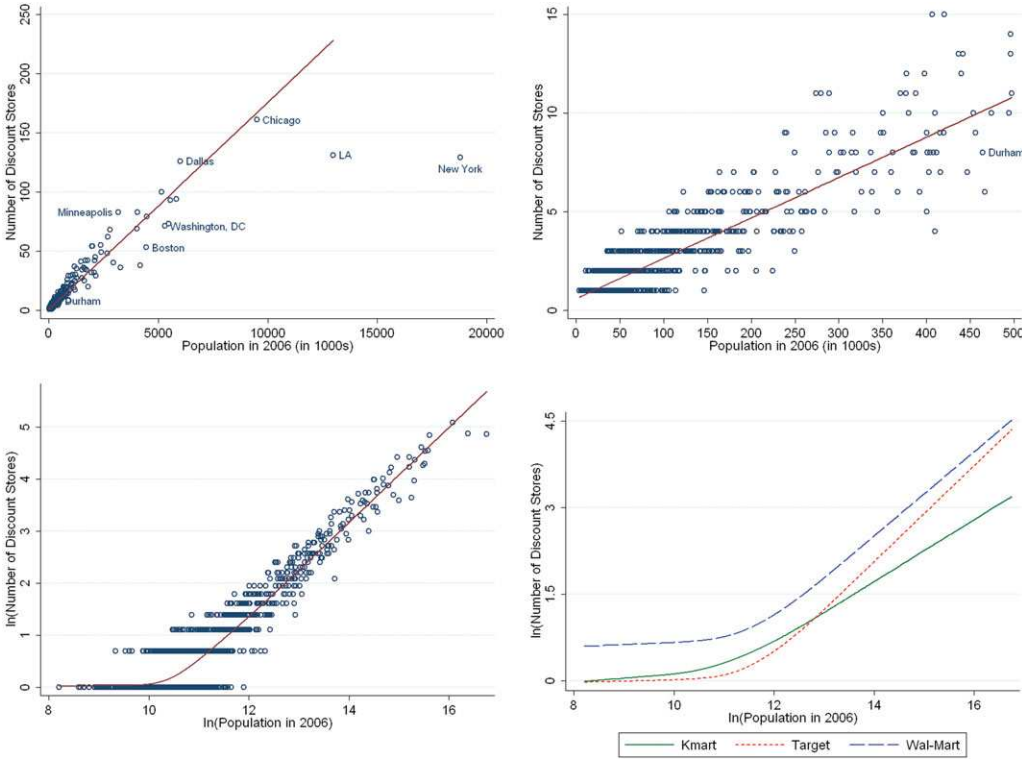 Number of Discount Stores
250
200
150
100
50
0
Chicago
Dallas
LA
New York
Minneapolis
Washington, DC
Boston
Durham
0
5000
10000
15000
20000
Population in 2006 (in 1000s)
Number of Discount Stores
15
10
5
0
Durham
0
50
100
150
200
250
300
350
400
450
500
Population in 2006 (in 1000s)
ln(Number of Discount Stores)
5
4
3
2
1
0
8
10
12
14
16
ln(Population in 2006)
ln(Number of Discount Stores)
4.5
3
1.5
0
8
10
12
14
16
ln(Population in 2006)
Kmart
Target
Wal-Mart